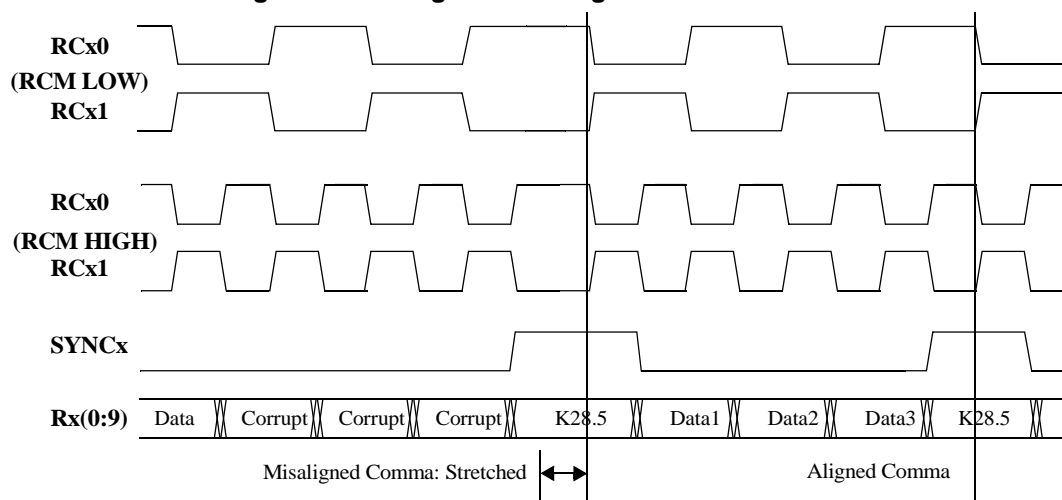 RCx0
(RCM LOW)
RCx1
RCx0
(RCM HIGH)
RCx1
SYNCx
Rx(0:9) Data Corrupt Corrupt Corrupt K28.5 Data1 Data2 Data3 K28.5
Misaligned Comma: Stretched Aligned Comma